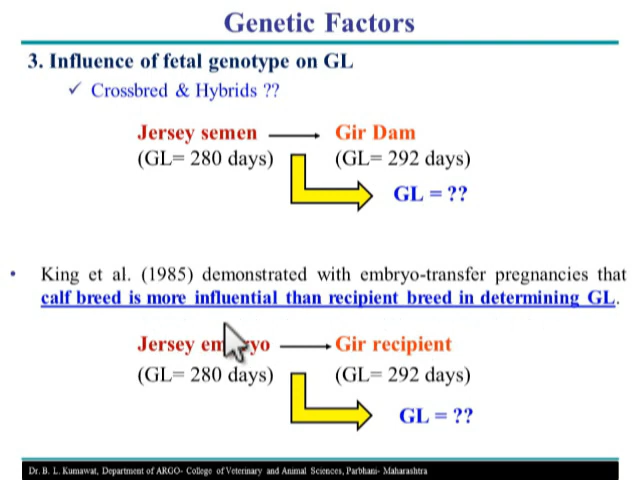 Genetic Factors
3. Influence of fetal genotype on GL
✓ Crossbred & Hybrids ??
Jersey semen → Gir Dam
(GL= 280 days) (GL= 292 days)
GL = ??
• King et al. (1985) demonstrated with embryo-transfer pregnancies that
calf breed is more influential than recipient breed in determining GL.
Jersey em yo → Gir recipient
(GL= 280 days) (GL= 292 days)
GL = ??
Dr. B. L. Kumawat, Department of ARGO- College of Veterinary and Animal Sciences, Parbhani- Maharashtra